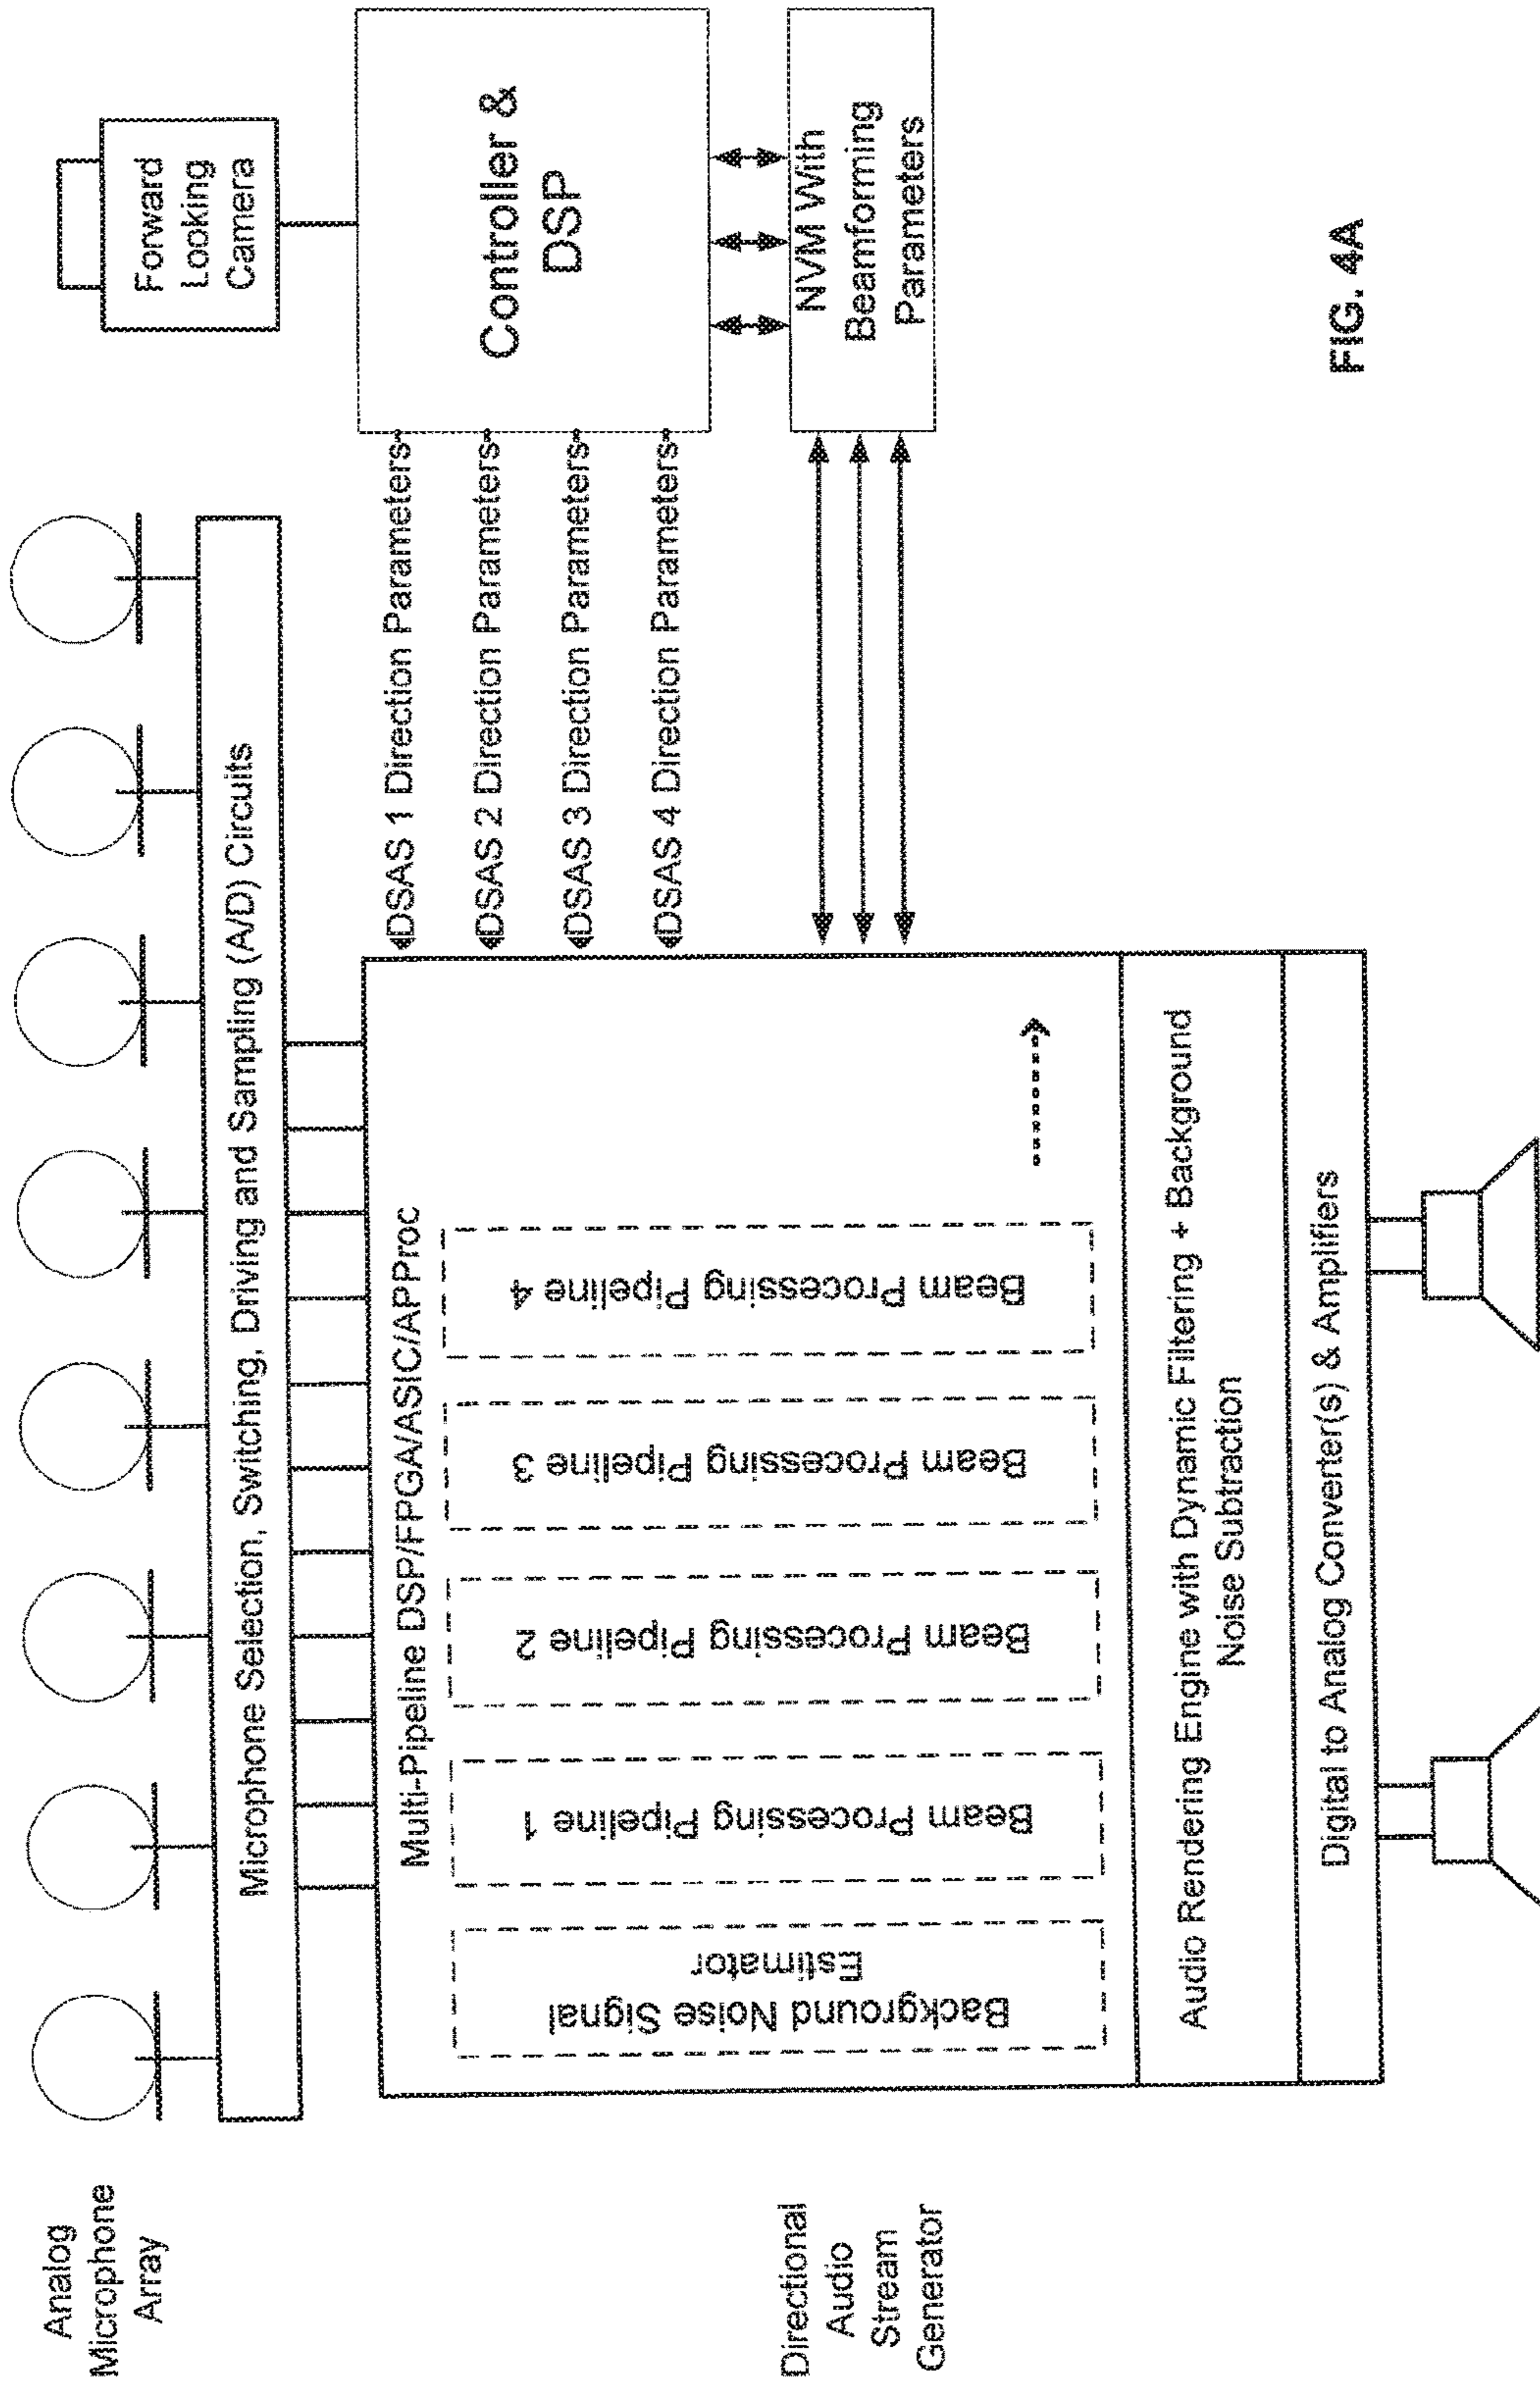 Analog
Microphone
Array
Microphone Selection, Switching, Driving and Sampling (A/D) Circuits
Forward
Looking
Camera
Directional
Audio
Stream
Generator
Multi-Pipeline DSP/FPGA/ASIC/APProc
Background Noise Signal
Estimator
Beam Processing Pipeline 1
Beam Processing Pipeline 2
Beam Processing Pipeline 3
Beam Processing Pipeline 4
DSAS 1 Direction Parameters
DSAS 2 Direction Parameters
DSAS 3 Direction Parameters
DSAS 4 Direction Parameters
Controller &
DSP
NVM With
Beamforming
Parameters
Audio Rendering Engine with Dynamic Filtering + Background
Noise Subtraction
Digital to Analog Converter(s) & Amplifiers
FIG. 4A